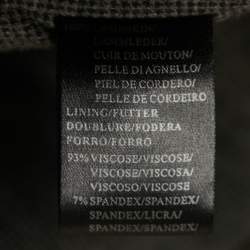 LAMMLEDER/
CUIR DE MOUTON/
PELLE DI AGNELLO/
PIEL DE CORDERO/
PELLE DE CORDEIRO
LINING/FUTTER
DOUBLURE/FODERA
FORRO/FORRO
93% VISCOSE/VISCOSE/
VISCOSE/VISCOSA/
VISCOSO/VISCOSE
7% SPANDEX/SPANDEX/
SPANDEX/LICRA/
SPANDEX/SPANDEX